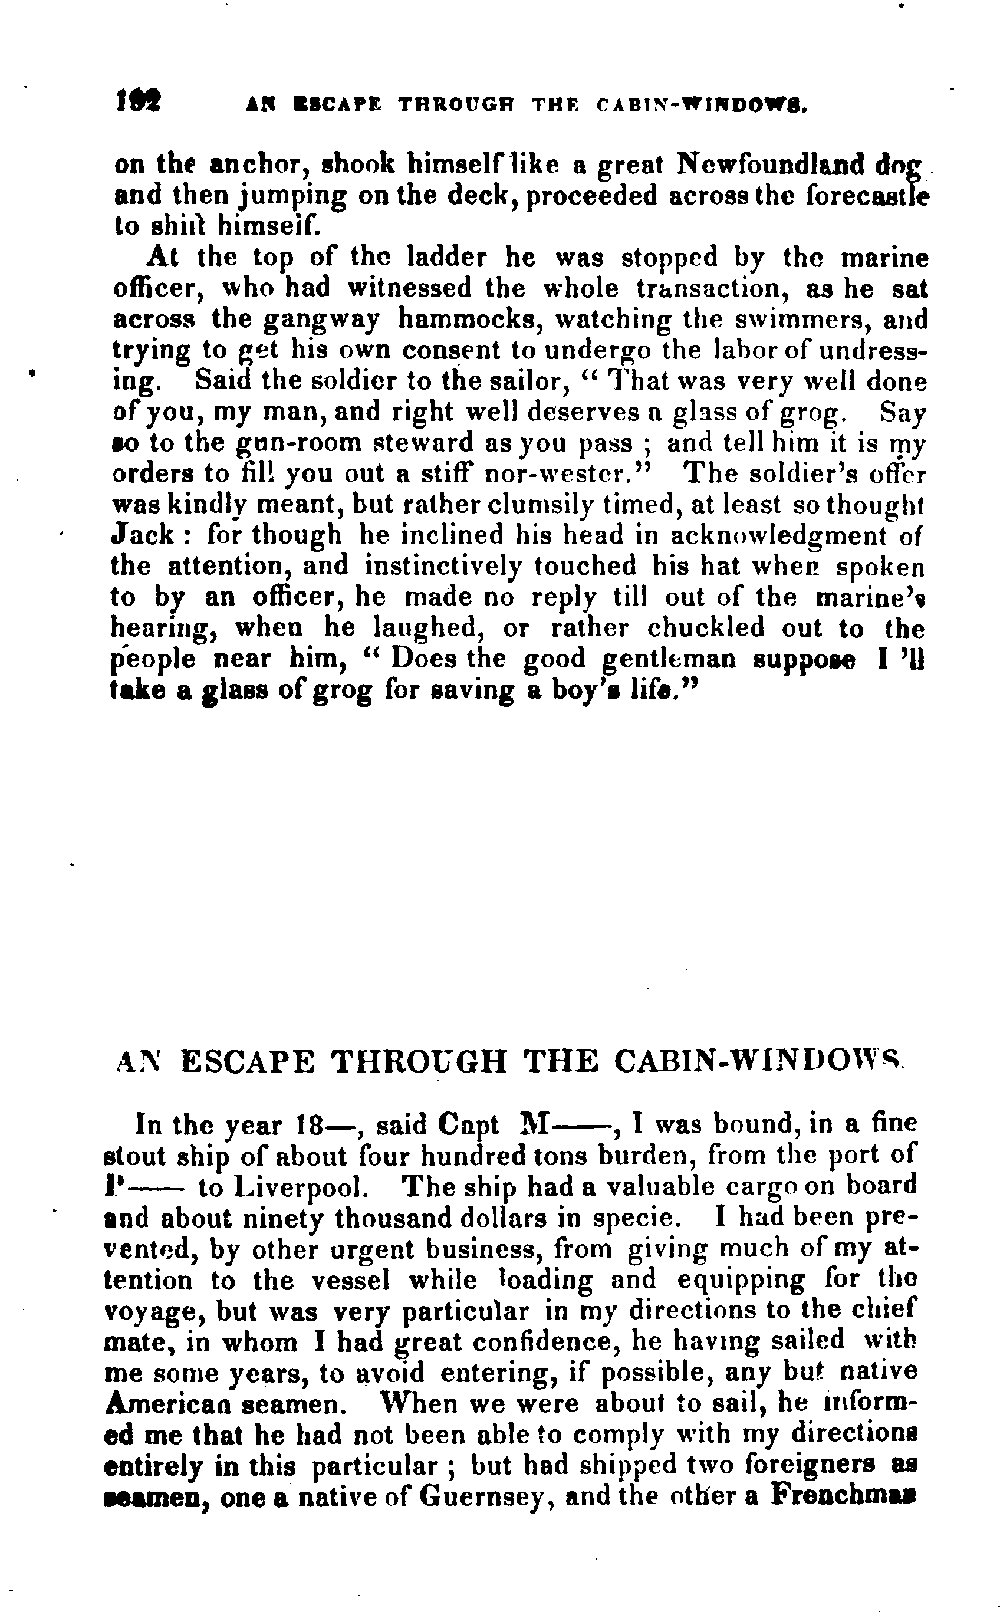 192 AN ESCAPE THROUGH THE CABIN-WINDOWS.
on the anchor, shook himself like a great Newfoundland dog
and then jumping on the deck, proceeded across the forecastle
to shift himself.
At the top of the ladder he was stopped by the marine
officer, who had witnessed the whole transaction, as he sat
across the gangway hammocks, watching the swimmers, and
trying to get his own consent to undergo the labor of undress-
ing. Said the soldier to the sailor, “ That was very well done
of you, my man, and right well deserves a glass of grog. Say
so to the gun-room steward as you pass ; and tell him it is my
orders to fill you out a stiff nor-wester.” The soldier's offer
was kindly meant, but rather clumsily timed, at least so thought
Jack : for though he inclined his head in acknowledgment of
the attention, and instinctively touched his hat when spoken
to by an officer, he made no reply till out of the marine's
hearing, when he laughed, or rather chuckled out to the
people near him, “ Does the good gentleman suppose I 'll
take a glass of grog for saving a boy's life.”
AN ESCAPE THROUGH THE CABIN-WINDOWS
In the year 18—, said Capt M——, I was bound, in a fine
stout ship of about four hundred tons burden, from the port of
P—— to Liverpool. The ship had a valuable cargo on board
and about ninety thousand dollars in specie. I had been pre-
vented, by other urgent business, from giving much of my at-
tention to the vessel while loading and equipping for the
voyage, but was very particular in my directions to the chief
mate, in whom I had great confidence, he having sailed with
me some years, to avoid entering, if possible, any but native
American seamen. When we were about to sail, he inform-
ed me that he had not been able to comply with my directions
entirely in this particular ; but had shipped two foreigners as
seamen, one a native of Guernsey, and the other a Frenchman